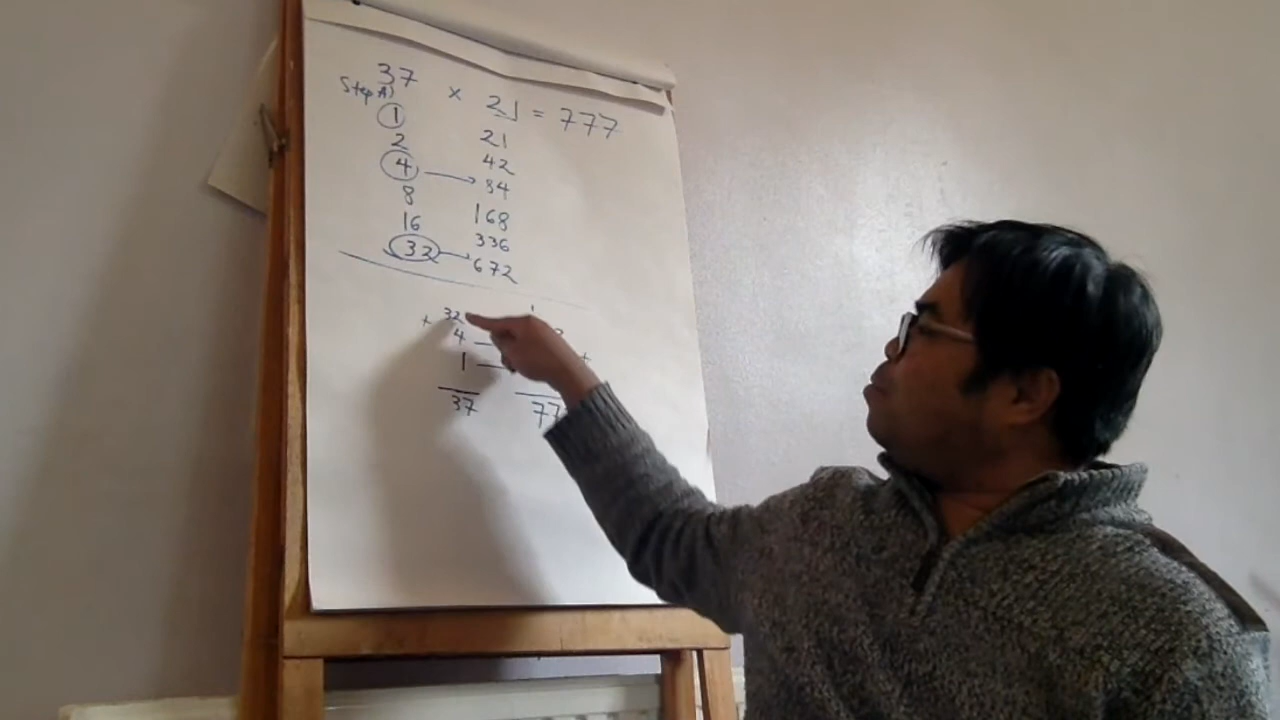 37 × 21 = 777
Step A)
1 21
2 42
4 → 84
8 168
16 336
32 → 672
+ 32
4
1 +
37 77